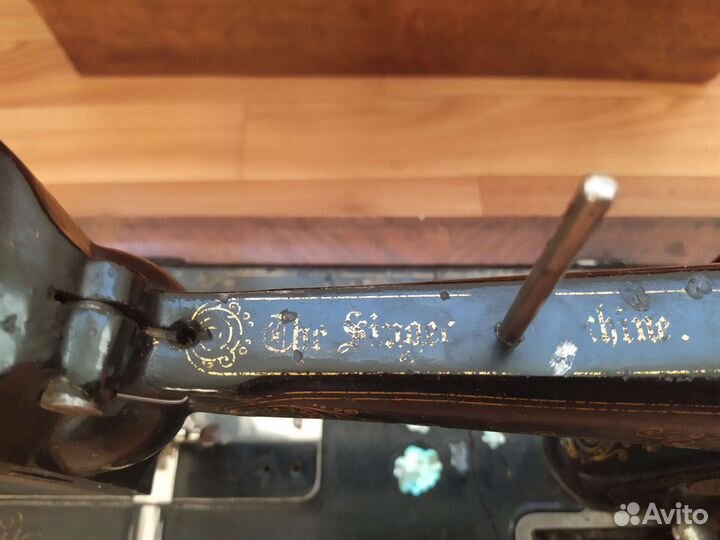 The Singer chine.
Avito